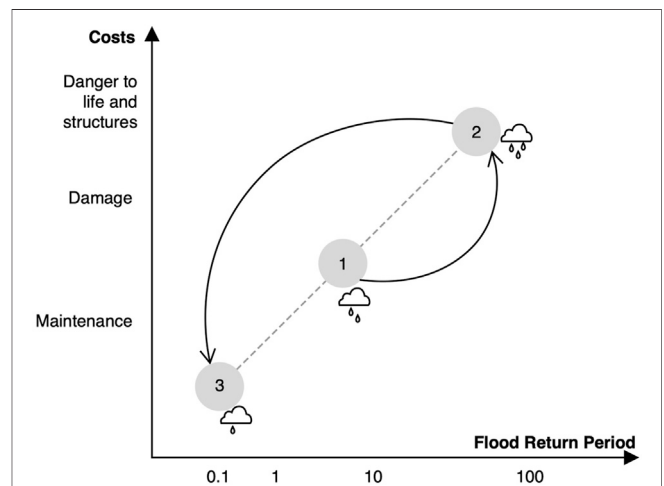 Costs
Danger to
life and
structures
2
Damage
1
Maintenance
3
Flood Return Period
0.1 1 10 100